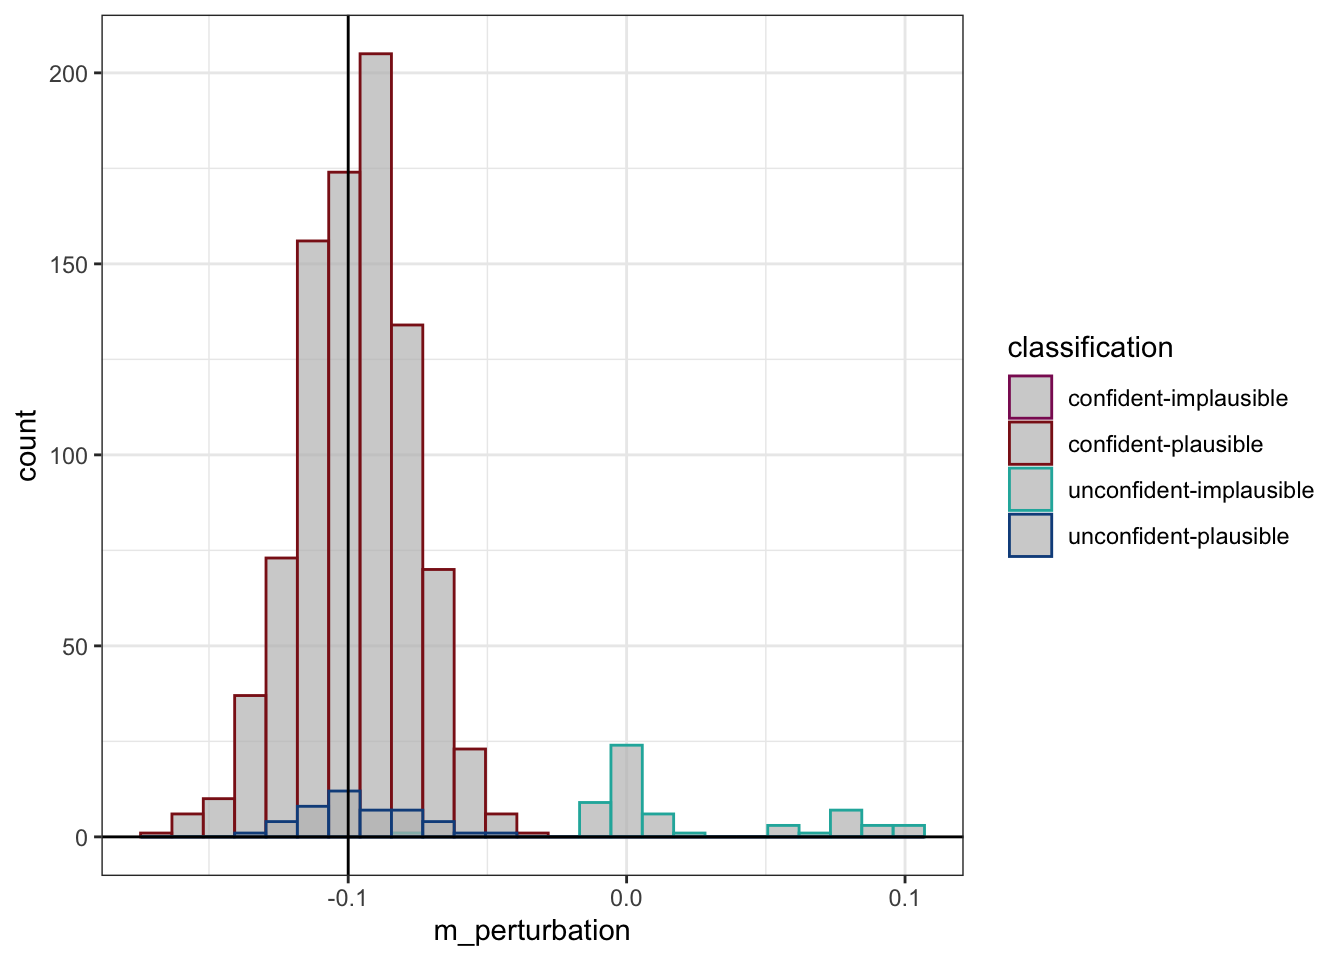 200
150
100
50
0
count
-0.1
0.0
0.1
m_perturbation
classification
confident-implausible
confident-plausible
unconfident-implausible
unconfident-plausible